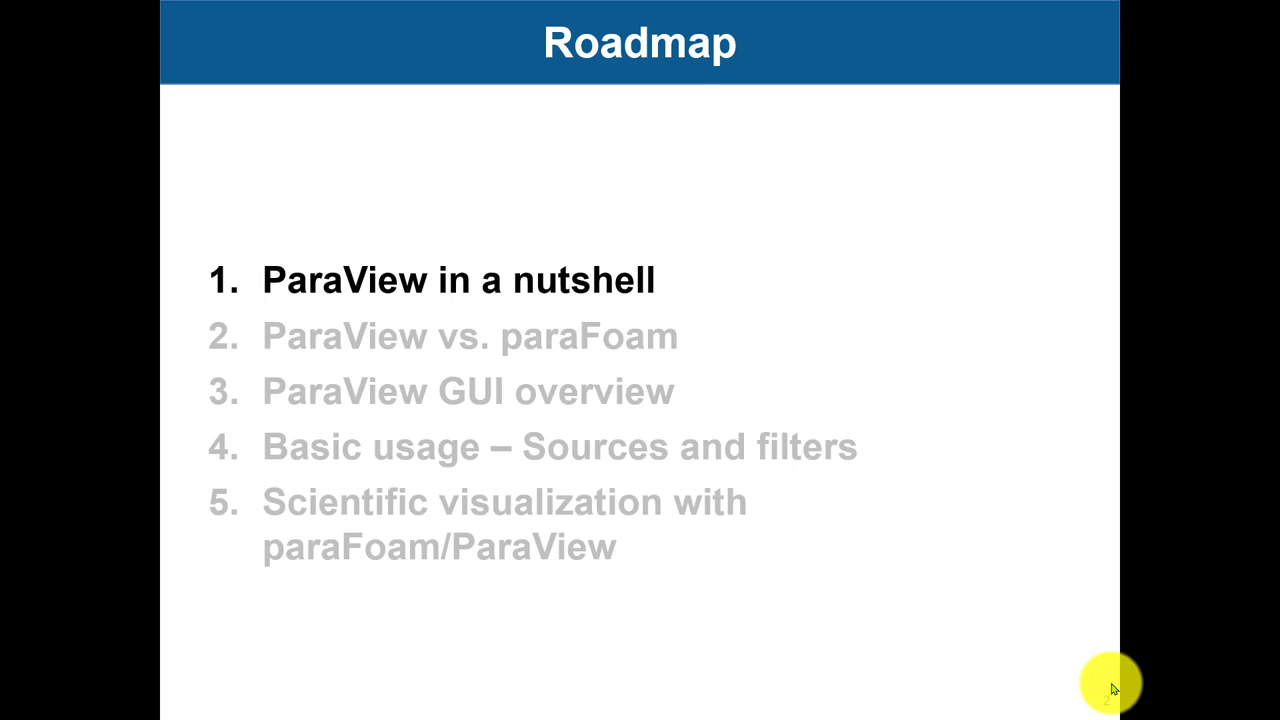 Roadmap
1. ParaView in a nutshell
2. ParaView vs. paraFoam
3. ParaView GUI overview
4. Basic usage – Sources and filters
5. Scientific visualization with
paraFoam/ParaView
2